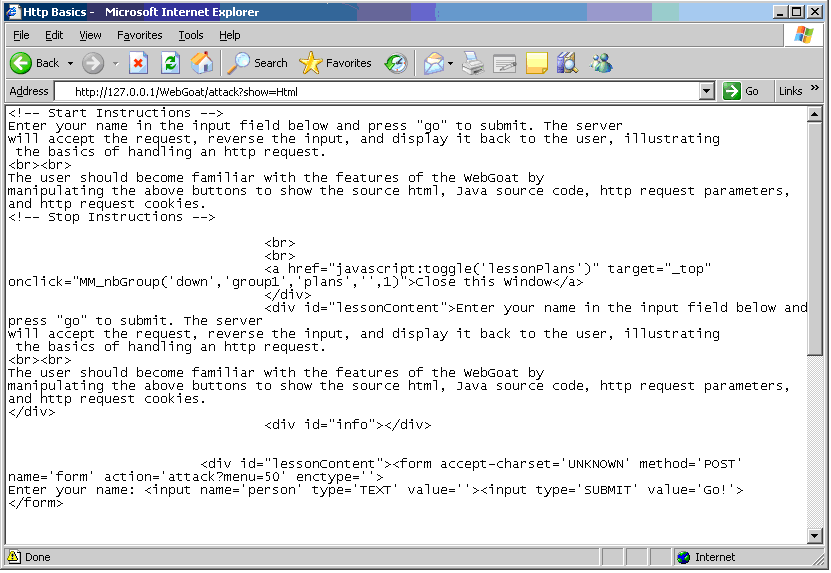 Http Basics -   Microsoft Internet Explorer
File Edit View Favorites Tools Help
Back Search Favorites
Address http://127.0.0.1/WebGoat/attack?show=Html Go Links »
<!-- Start Instructions -->
Enter your name in the input field below and press "go" to submit. The server
will accept the request, reverse the input, and display it back to the user, illustrating
 the basics of handling an http request.
<br><br>
The user should become familiar with the features of the WebGoat by
manipulating the above buttons to show the source html, Java source code, http request parameters,
and http request cookies.
<!-- Stop Instructions -->
<br>
<br>
<a href="javascript:toggle('lessonPlans')" target="_top"
onclick="MM_nbGroup('down','group1','plans','',1)">Close this Window</a>
</div>
<div id="lessonContent">Enter your name in the input field below and
press "go" to submit. The server
will accept the request, reverse the input, and display it back to the user, illustrating
 the basics of handling an http request.
<br><br>
The user should become familiar with the features of the WebGoat by
manipulating the above buttons to show the source html, Java source code, http request parameters,
and http request cookies.
</div>
<div id="info"></div>
<div id="lessonContent"><form accept-charset='UNKNOWN' method='POST'
name='form' action='attack?menu=50' enctype=''>
Enter your name: <input name='person' type='TEXT' value=''><input type='SUBMIT' value='Go!'>
</form>
Done Internet